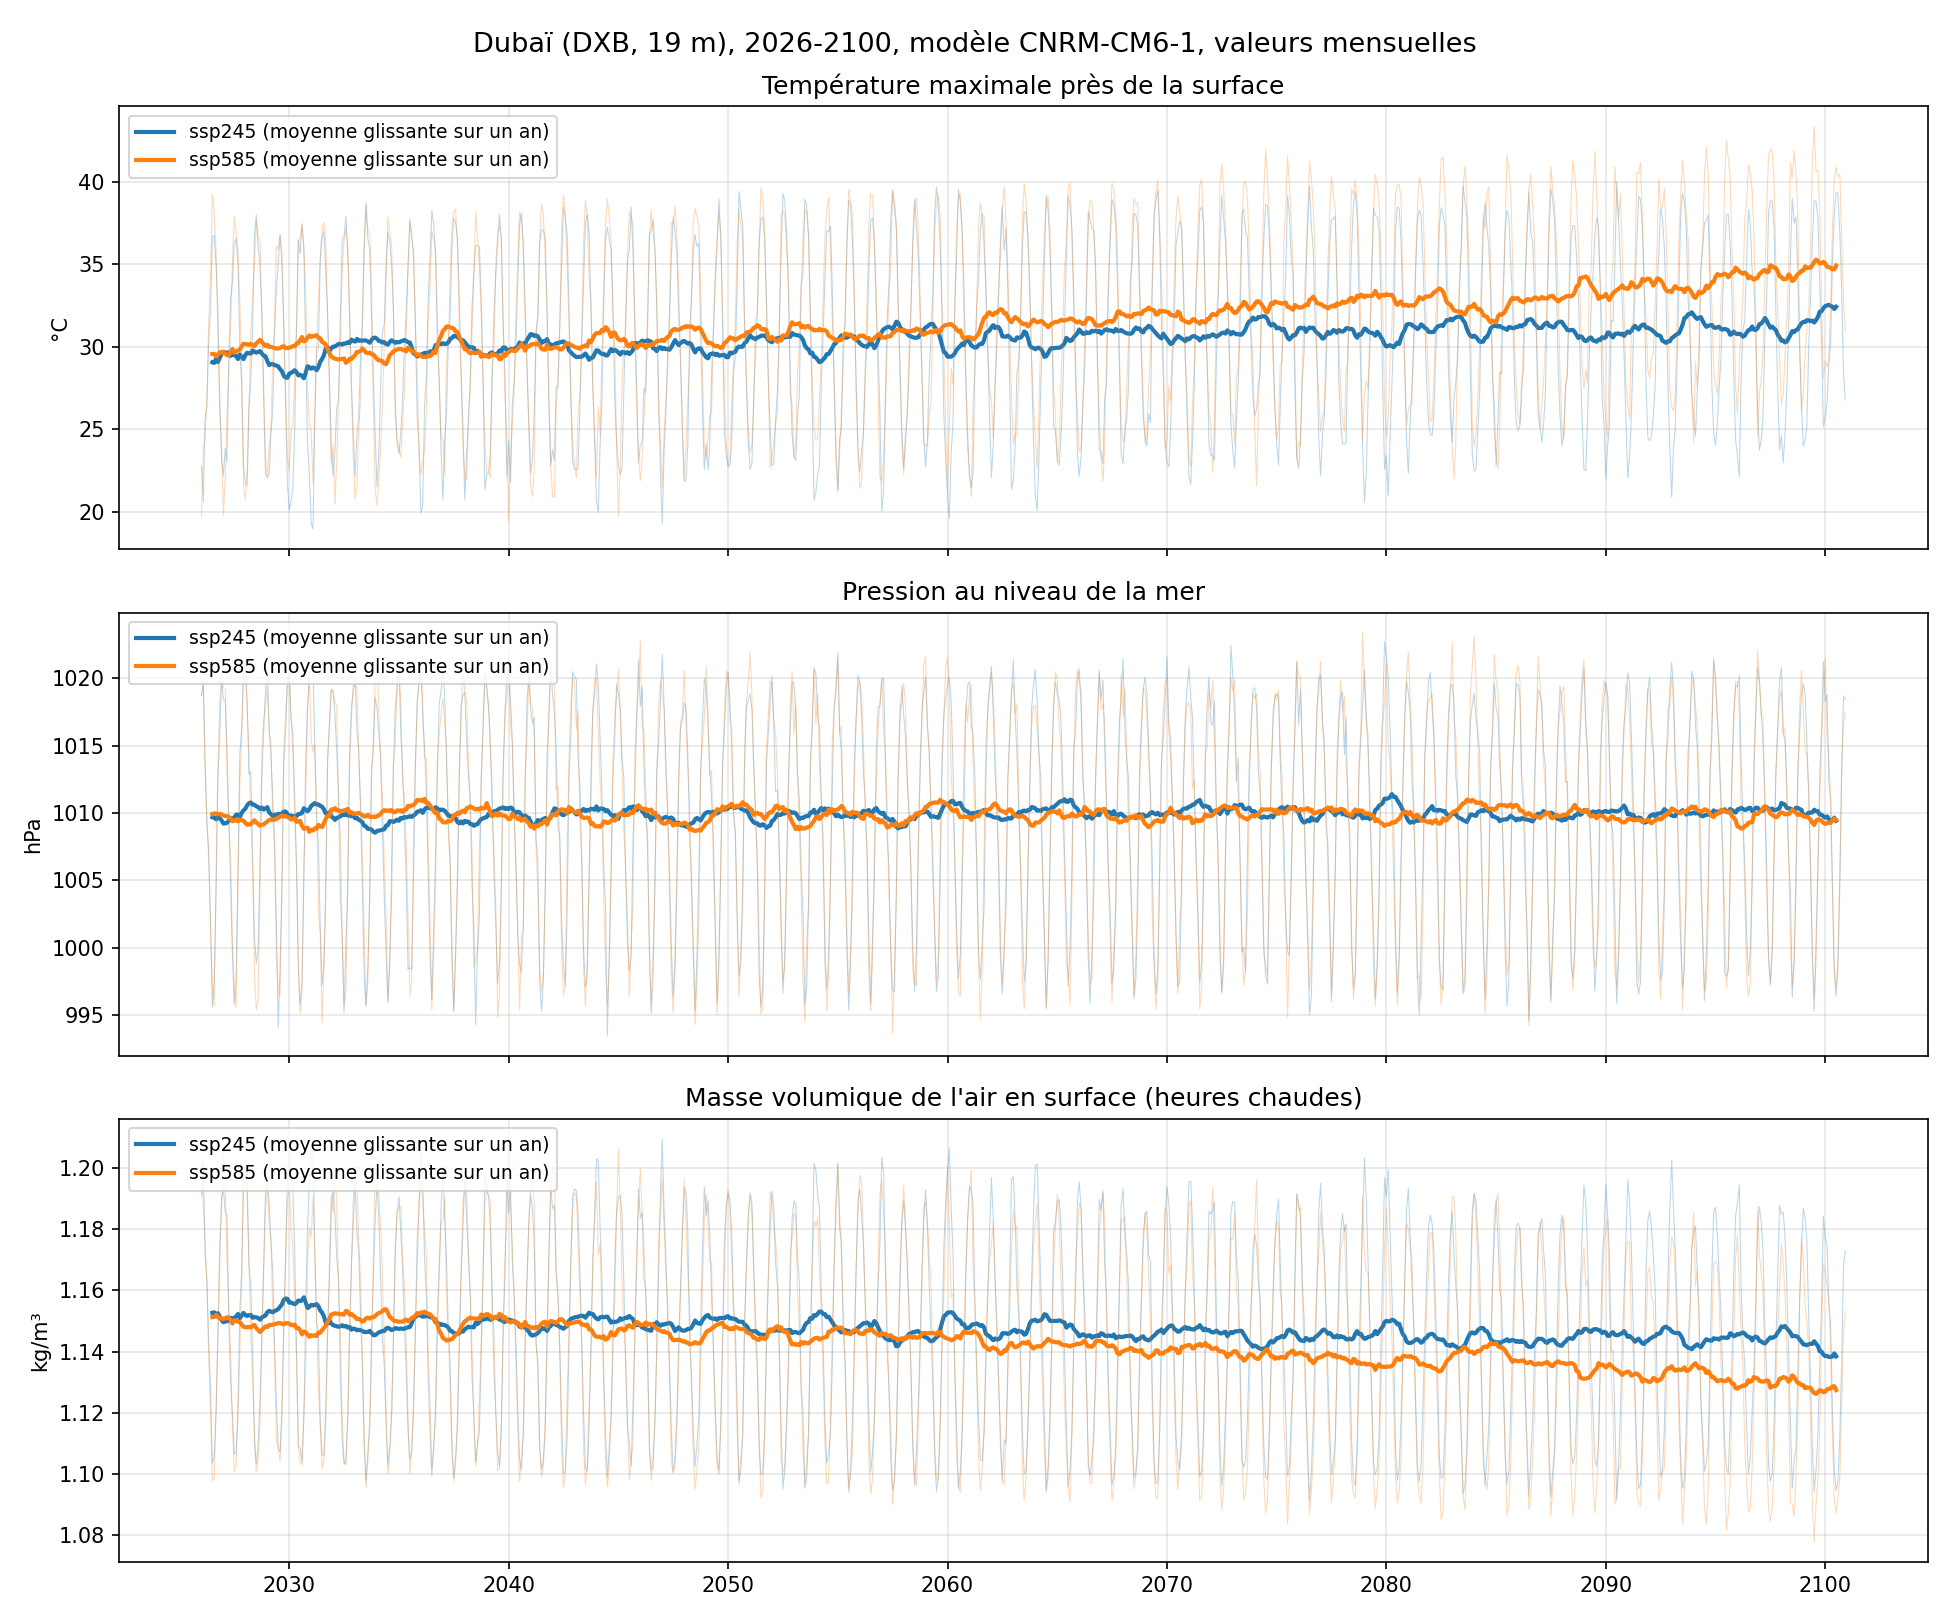 Dubaï (DXB, 19 m), 2026-2100, modèle CNRM-CM6-1, valeurs mensuelles
Température maximale près de la surface
ssp245 (moyenne glissante sur un an)
ssp585 (moyenne glissante sur un an)
40
35
30
25
20
°C
Pression au niveau de la mer
ssp245 (moyenne glissante sur un an)
ssp585 (moyenne glissante sur un an)
1020
1015
1010
1005
1000
995
hPa
Masse volumique de l'air en surface (heures chaudes)
ssp245 (moyenne glissante sur un an)
ssp585 (moyenne glissante sur un an)
1.20
1.18
1.16
1.14
1.12
1.10
1.08
kg/m³
2030 2040 2050 2060 2070 2080 2090 2100